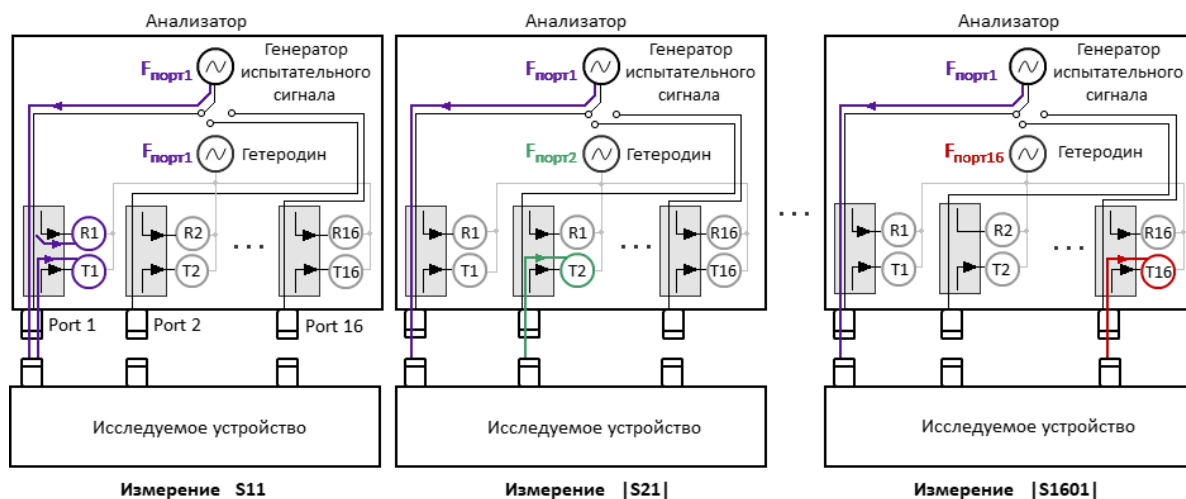 Анализатор
Генератор
испытательного
сигнала
Fпорт1
Fпорт1
Гетеродин
R1
R2
R16
T1
T2
T16
...
Port 1
Port 2
Port 16
Исследуемое устройство
Измерение S11
Анализатор
Генератор
испытательного
сигнала
Fпорт1
Fпорт2
Гетеродин
R1
R2
R16
T1
T2
T16
...
Исследуемое устройство
Измерение |S21|
...
Анализатор
Генератор
испытательного
сигнала
Fпорт1
Fпорт16
Гетеродин
R1
R2
R16
T1
T2
T16
...
Исследуемое устройство
Измерение |S1601|